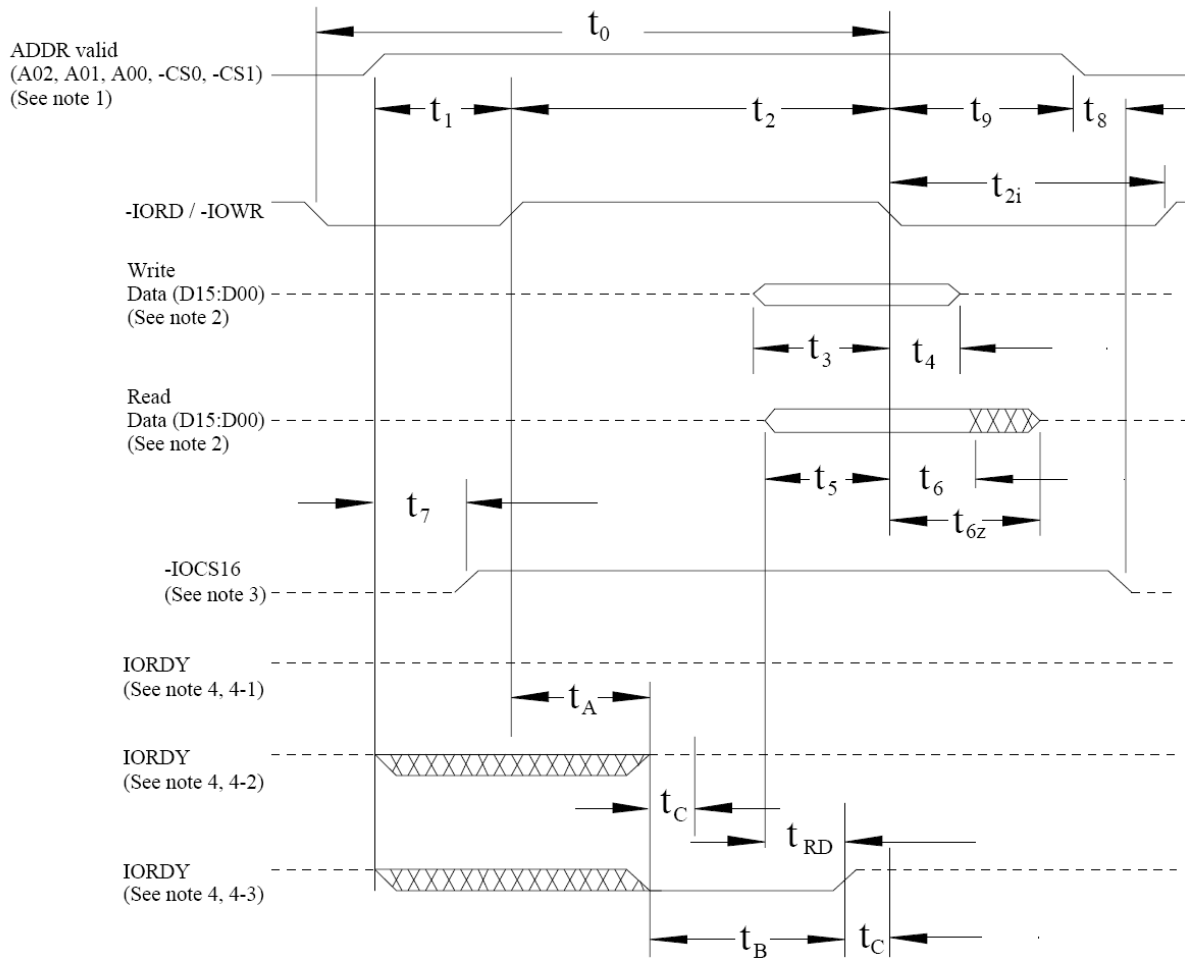 t0
ADDR valid
(A02, A01, A00, -CS0, -CS1)
(See note 1)
t1
t2
t9
t8
t2i
-IORD / -IOWR
Write
Data (D15:D00)
(See note 2)
t3
t4
Read
Data (D15:D00)
(See note 2)
t5
t6
t7
t6z
-IOCS16
(See note 3)
IORDY
(See note 4, 4-1)
tA
IORDY
(See note 4, 4-2)
tC
tRD
IORDY
(See note 4, 4-3)
tB
tC